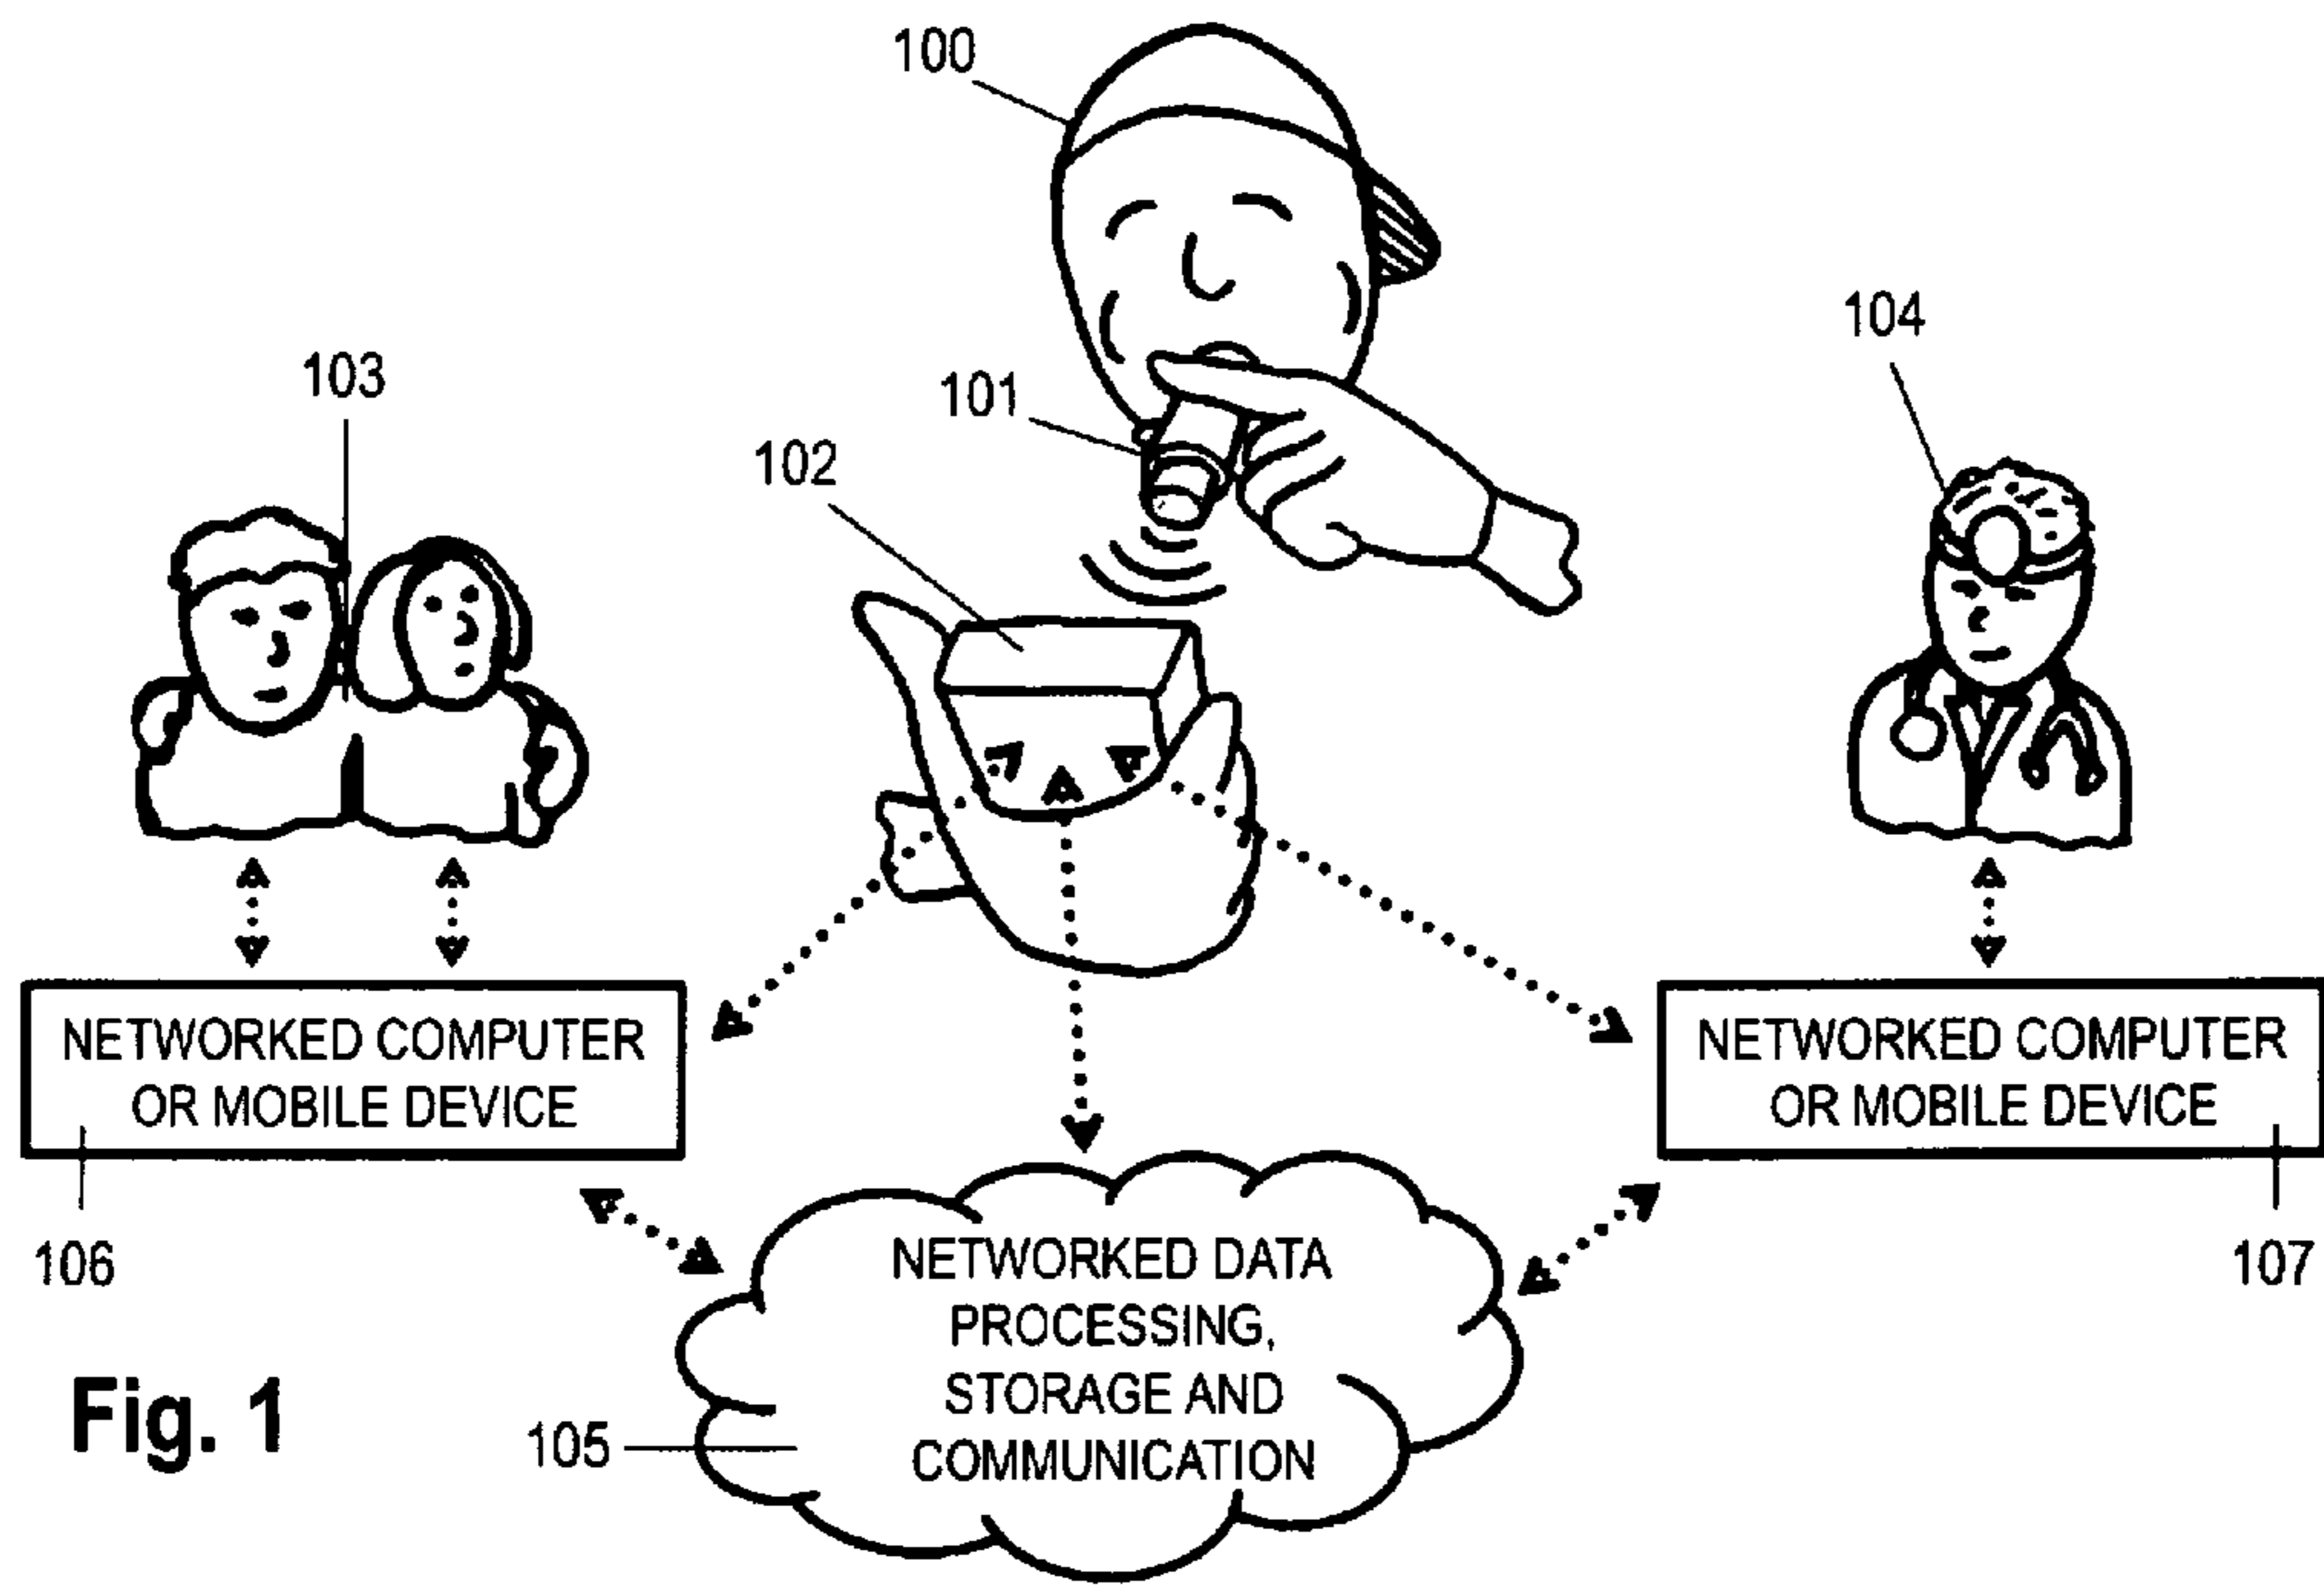 100
104
103
101
102
NETWORKED COMPUTER
OR MOBILE DEVICE
NETWORKED COMPUTER
OR MOBILE DEVICE
106
107
NETWORKED DATA
PROCESSING,
STORAGE AND
COMMUNICATION
105
Fig. 1